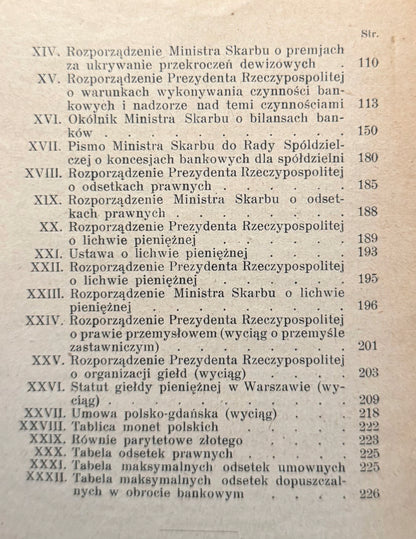 Str.
XIV. Rozporządzenie Ministra Skarbu o premjach
za ukrywanie przekroczeń dewizowych . 110
XV. Rozporządzenie Prezydenta Rzeczypospolitej
o warunkach wykonywania czynności ban-
kowych i nadzorze nad temi czynnościami 113
XVI. Okólnik Ministra Skarbu o bilansach ban-
ków . . . . . . . . 150
XVII. Pismo Ministra Skarbu do Rady Spółdziel-
czej o koncesjach bankowych dla spółdzielni 180
XVIII. Rozporządzenie Prezydenta Rzeczypospolitej
o odsetkach prawnych . . . . . 185
XIX. Rozporządzenie Ministra Skarbu o odset-
kach prawnych . . . . . . 188
XX. Rozporządzenie Prezydenta Rzeczypospolitej
o lichwie pieniężnej . . . . . 189
XXI. Ustawa o lichwie pieniężnej . . . . 193
XXII. Rozporządzenie Prezydenta Rzeczypospolitej
o lichwie pieniężnej . . . . . 195
XXIII. Rozporządzenie Ministra Skarbu o lichwie
pieniężnej . . . . . . . 196
XXIV. Rozporządzenie Prezydenta Rzeczypospolitej
o prawie przemysłowem (wyciąg o przemyśle
zastawniczym) . . . . . . 201
XXV. Rozporządzenie Prezydenta Rzeczypospolitej
o organizacji giełd (wyciąg) . . . 203
XXVI. Statut giełdy pieniężnej w Warszawie (wy-
ciąg) . . . . . . . . 209
XXVII. Umowa polsko-gdańska (wyciąg) . . . 218
XXVIII. Tablica monet polskich . . . . 222
XXIX. Równie parytetowe złotego . . . . 223
XXX. Tabela odsetek prawnych . . . . 225
XXXI. Tabela maksymalnych odsetek umownych 225
XXXII. Tabela maksymalnych odsetek dopuszczal-
nych w obrocie bankowym . . . . 226